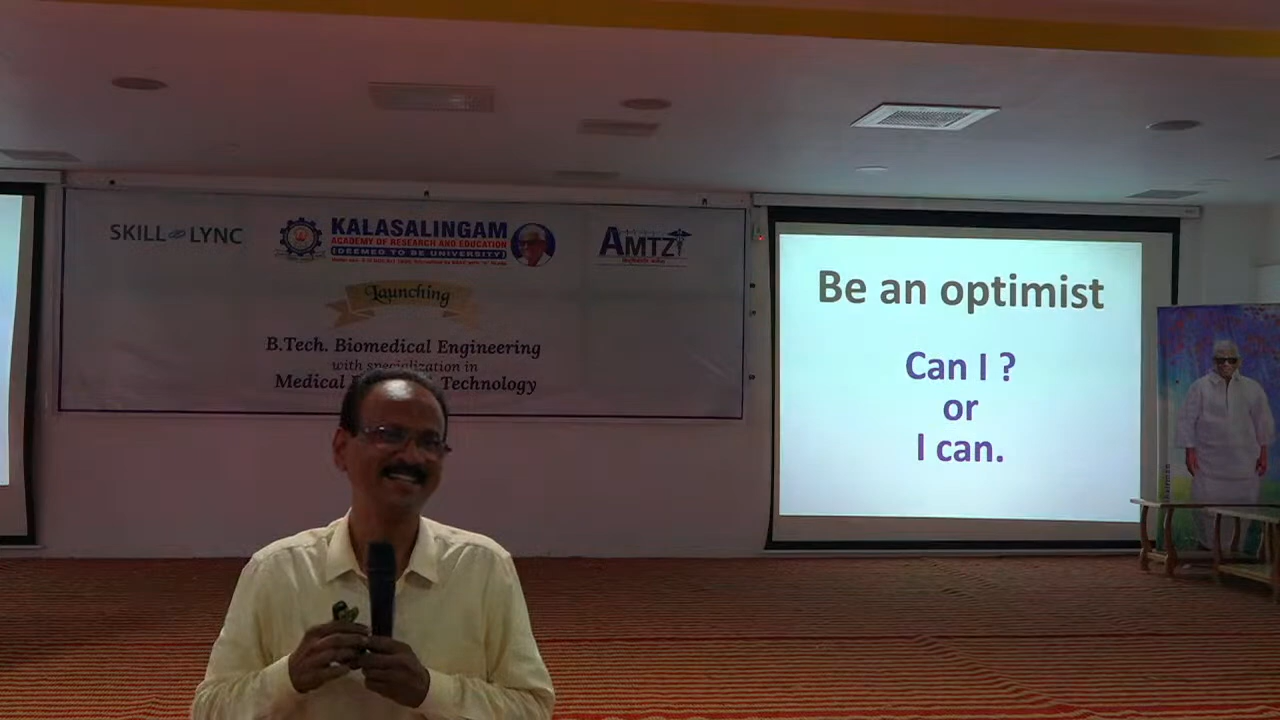 SKILL LYNC
KALASALINGAM
ACADEMY OF RESEARCH AND EDUCATION
(DEEMED TO BE UNIVERSITY)
AMTZ
Launching
B.Tech. Biomedical Engineering
with specialization in
Medical
Technology
Be an optimist
Can I ?
or
I can.